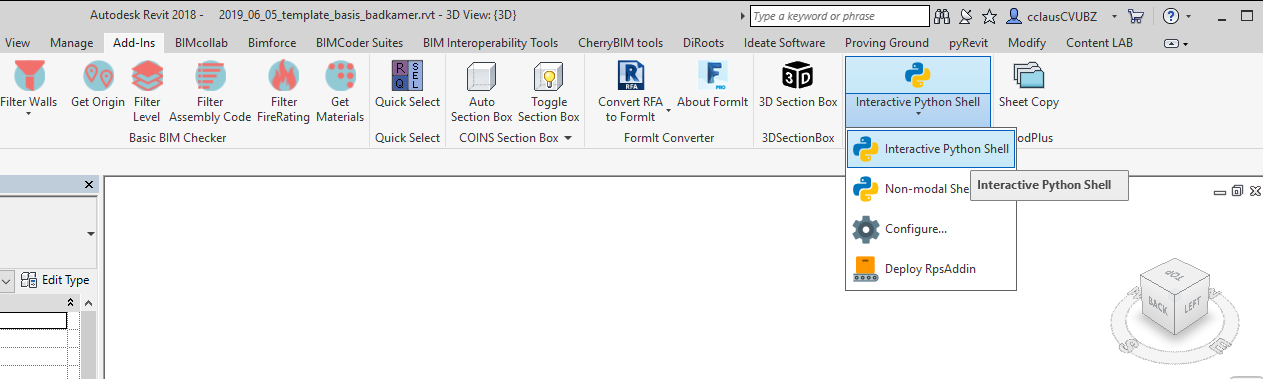 Autodesk Revit 2018 - 2019_06_05_template_basis_badkamer.rvt - 3D View: {3D}
Type a keyword or phrase
cclausCVUBZ
View Manage Add-Ins BIMcollab Bimforce BIMCoder Suites BIM Interoperability Tools CherryBIM tools DiRoots Ideate Software Proving Ground pyRevit Modify Content LAB
R SEL
Q
RFA
F
PRO
3D
Filter Walls
Get Origin
Filter
Level
Filter
Assembly Code
Filter
FireRating
Get
Materials
Quick Select
Auto
Section Box
Toggle
Section Box
Convert RFA
to FormIt
About FormIt
3D Section Box
Interactive Python Shell
Sheet Copy
Basic BIM Checker
Quick Select
COINS Section Box
FormIt Converter
3DSectionBox
odPlus
Interactive Python Shell
Non-modal She
Interactive Python Shell
Configure...
Deploy RpsAddin
Edit Type
TOP
BACK
LEFT